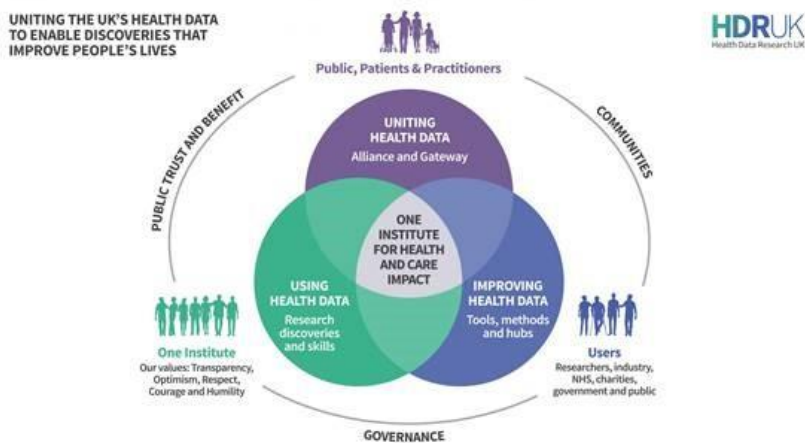 UNITING THE UK'S HEALTH DATA
TO ENABLE DISCOVERIES THAT
IMPROVE PEOPLE'S LIVES
HDRUK
Health Data Research UK
Public, Patients & Practitioners
PUBLIC TRUST AND BENEFIT
COMMUNITIES
UNITING
HEALTH DATA
Alliance and Gateway
ONE
INSTITUTE
FOR HEALTH
AND CARE
IMPACT
USING
HEALTH DATA
Research
discoveries
and skills
IMPROVING
HEALTH DATA
Tools, methods
and hubs
One Institute
Our values: Transparency,
Optimism, Respect,
Courage and Humility
Users
Researchers, industry,
NHS, charities,
government and public
GOVERNANCE